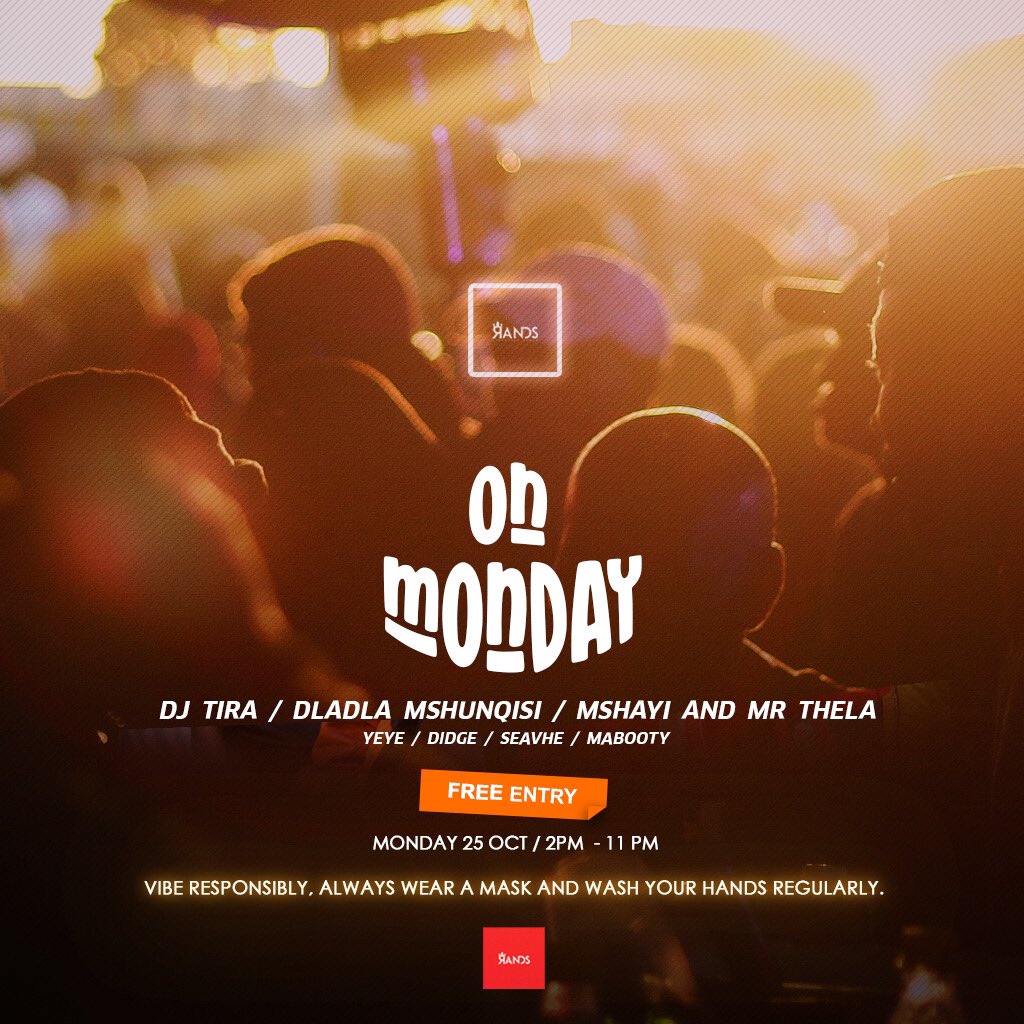 RANDS
On
mOnDAY
DJ TIRA / DLADLA MSHUNQISI / MSHAYI AND MR THELA
YEYE / DIDGE / SEAVHE / MABOOTY
FREE ENTRY
MONDAY 25 OCT / 2PM - 11 PM
VIBE RESPONSIBLY, ALWAYS WEAR A MASK AND WASH YOUR HANDS REGULARLY.
RANDS